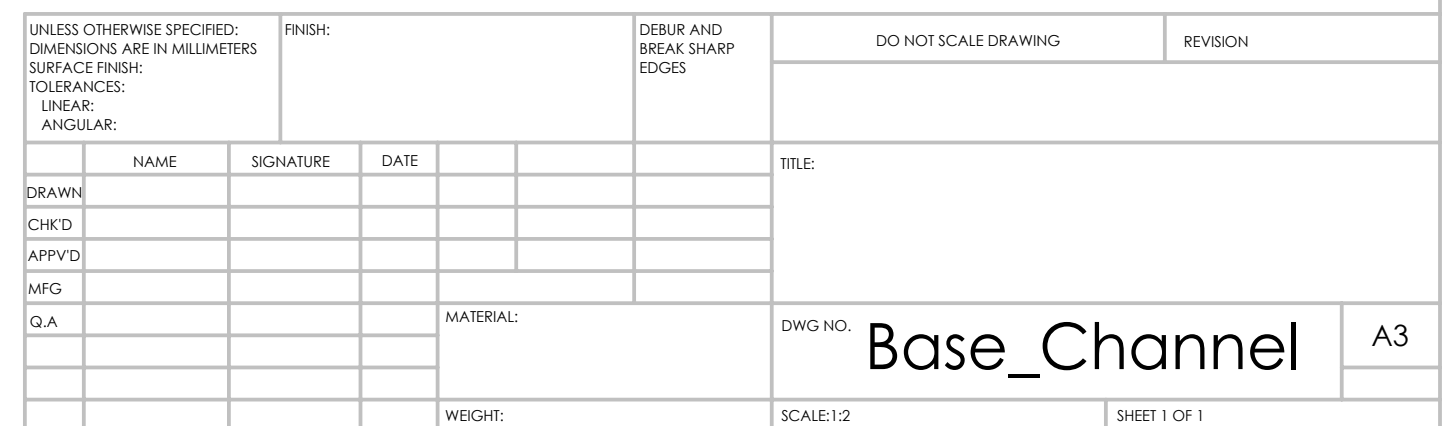 UNLESS OTHERWISE SPECIFIED:
DIMENSIONS ARE IN MILLIMETERS
SURFACE FINISH:
TOLERANCES:
LINEAR:
ANGULAR:
FINISH:
DEBUR AND
BREAK SHARP
EDGES
DO NOT SCALE DRAWING
REVISION
NAME
SIGNATURE
DATE
DRAWN
CHK'D
APPV'D
MFG
Q.A
TITLE:
MATERIAL:
DWG NO.
Base_Channel
A3
WEIGHT:
SCALE:1:2
SHEET 1 OF 1